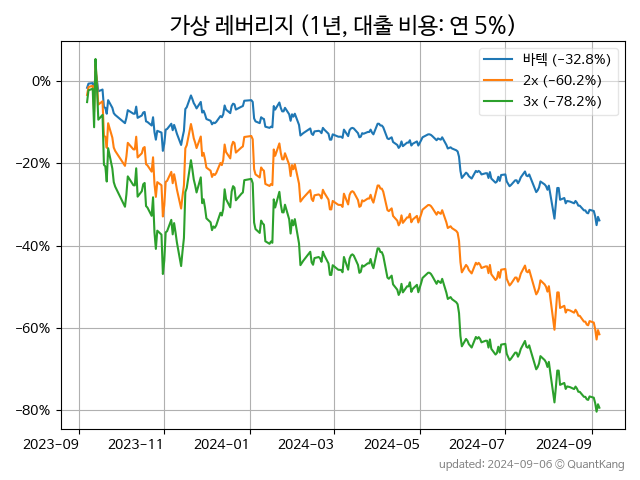 가상 레버리지 (1년, 대출 비용: 연 5%)
바텍 (−32.8%)
2x (−60.2%)
3x (−78.2%)
0%
−20%
−40%
−60%
−80%
2023-09 2023-11 2024-01 2024-03 2024-05 2024-07 2024-09
updated: 2024-09-06 © QuantKang